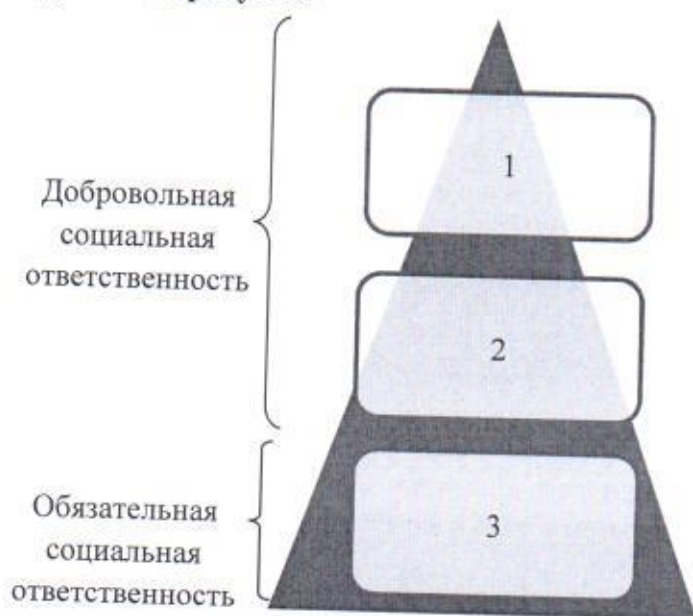 1
Добровольная
социальная
ответственность
2
3
Обязательная
социальная
ответственность